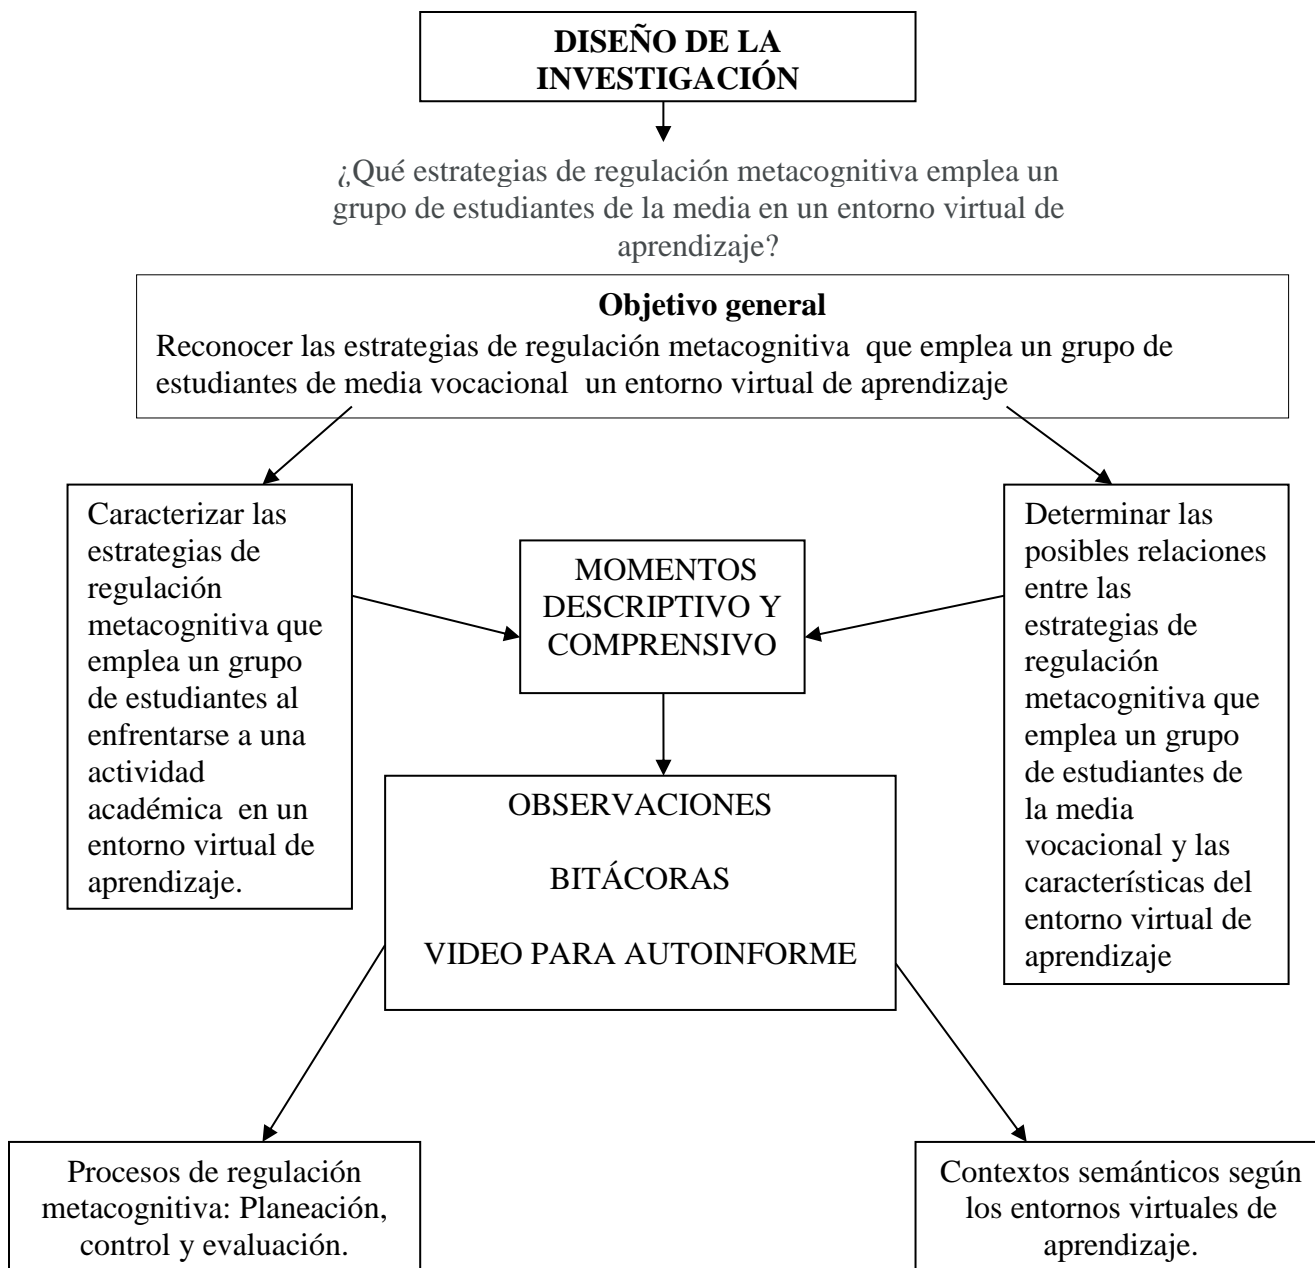 DISEÑO DE LA
INVESTIGACIÓN
¿Qué estrategias de regulación metacognitiva emplea un
grupo de estudiantes de la media en un entorno virtual de
aprendizaje?
Objetivo general
Reconocer las estrategias de regulación metacognitiva que emplea un grupo de
estudiantes de media vocacional un entorno virtual de aprendizaje
Caracterizar las
estrategias de
regulación
metacognitiva que
emplea un grupo
de estudiantes al
enfrentarse a una
actividad
académica en un
entorno virtual de
aprendizaje.
MOMENTOS
DESCRIPTIVO Y
COMPRENSIVO
Determinar las
posibles relaciones
entre las
estrategias de
regulación
metacognitiva que
emplea un grupo
de estudiantes de
la media
vocacional y las
características del
entorno virtual de
aprendizaje
OBSERVACIONES
BITÁCORAS
VIDEO PARA AUTOINFORME
Procesos de regulación
metacognitiva: Planeación,
control y evaluación.
Contextos semánticos según
los entornos virtuales de
aprendizaje.